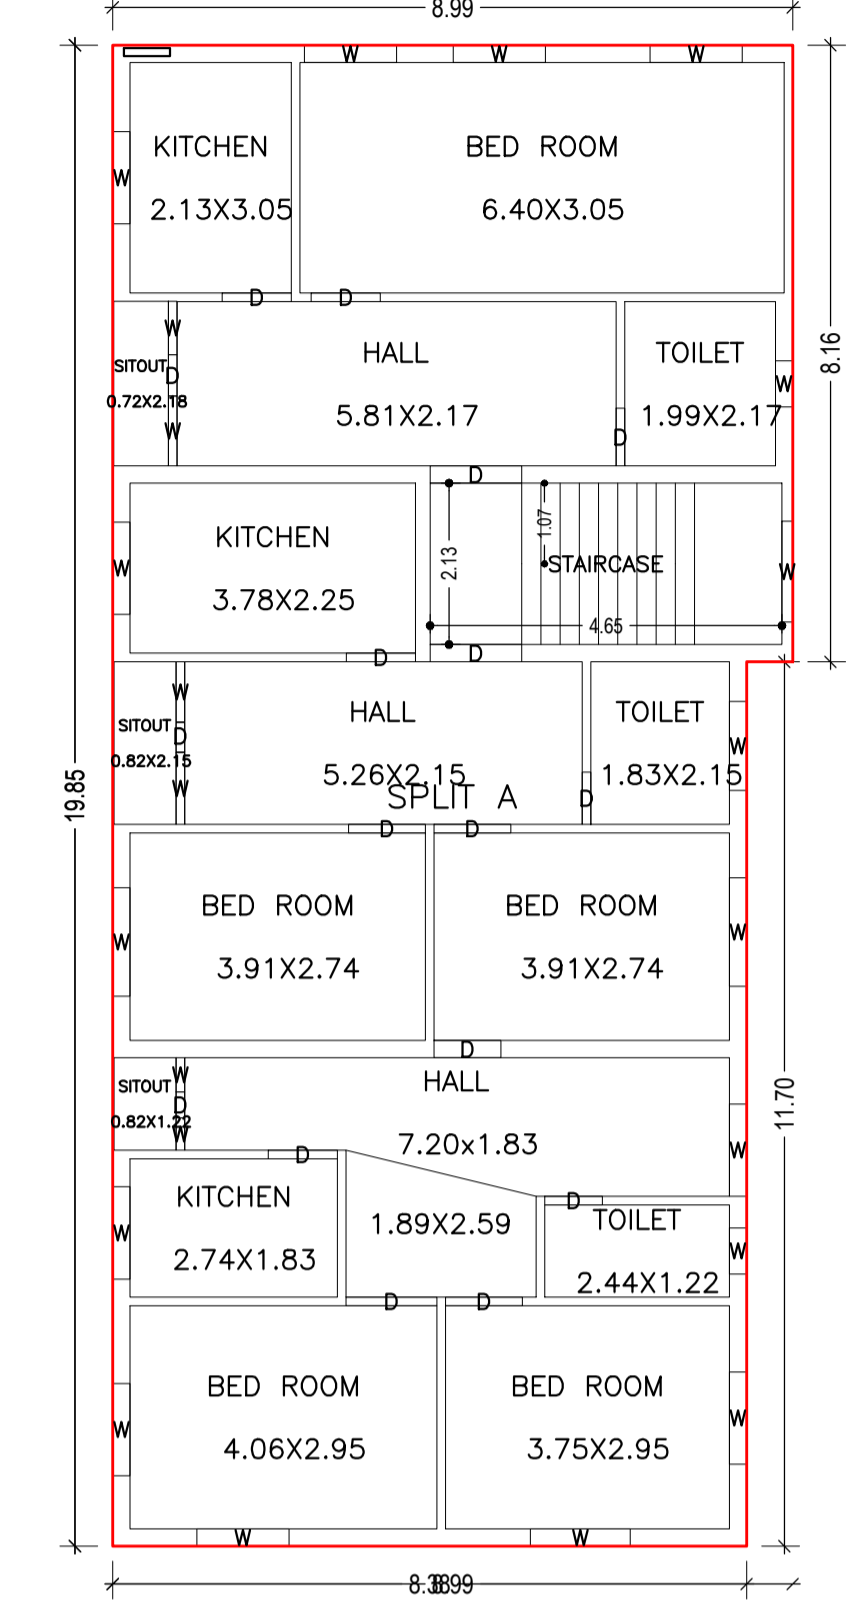 8.99
W W W
KITCHEN BED ROOM
W
2.13X3.05 6.40X3.05
D D
W
HALL TOILET
SITOUT D W
0.72X2.18 5.81X2.17 1.99X2.17
W D
8.16
D
1.07
KITCHEN 2.13 STAIRCASE
W W
3.78X2.25
4.65
D D
W
HALL TOILET
SITOUT D W
0.82X2.15 5.26X2.15 1.83X2.15
W SPLIT A D
19.85
D D
BED ROOM BED ROOM
W W
3.91X2.74 3.91X2.74
D
W HALL
SITOUT D
0.82X1.22 7.20x1.83
W W
11.70
D
KITCHEN D
1.89X2.59 TOILET
W W
2.74X1.83 2.44X1.22
D D
BED ROOM BED ROOM
W W
4.06X2.95 3.75X2.95
W W
8.99